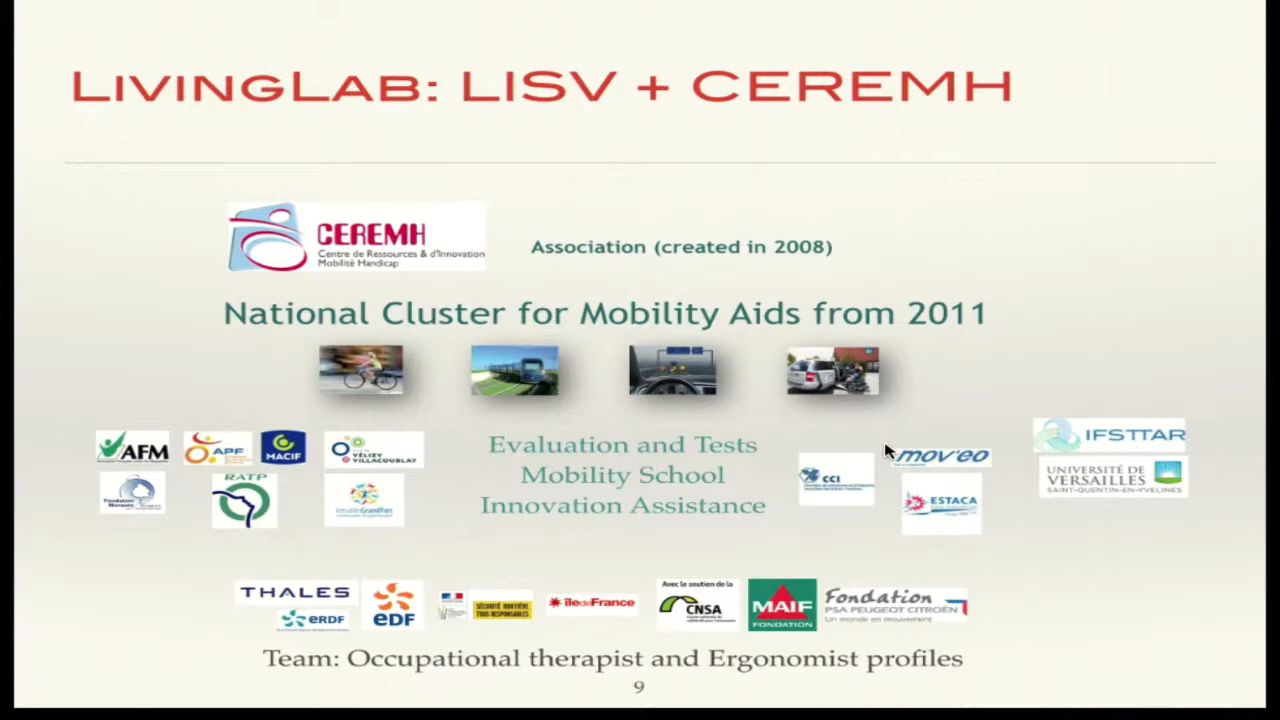 LIVINGLAB: LISV + CEREMH
CEREMH
Centre de Ressources & d'Innovation
Mobilité Handicap
Association (created in 2008)
National Cluster for Mobility Aids from 2011
AFM
APF
MACIF
VÉLIZY
VILLACOUBLAY
Evaluation and Tests
Mobility School
Innovation Assistance
RATP
Fondation
VersaillesGrandParc
CCI
mov'eo
ESTACA
IFSTTAR
UNIVERSITÉ DE
VERSAILLES
SAINT-QUENTIN-EN-YVELINES
THALES
eRDF
eDF
SÉCURITÉ ROUTIÈRE
TOUS RESPONSABLES
îledeFrance
Avec le soutien de la
CNSA
MAIF
FONDATION
Fondation
PSA PEUGEOT CITROËN
Un monde en mouvement
Team: Occupational therapist and Ergonomist profiles
9